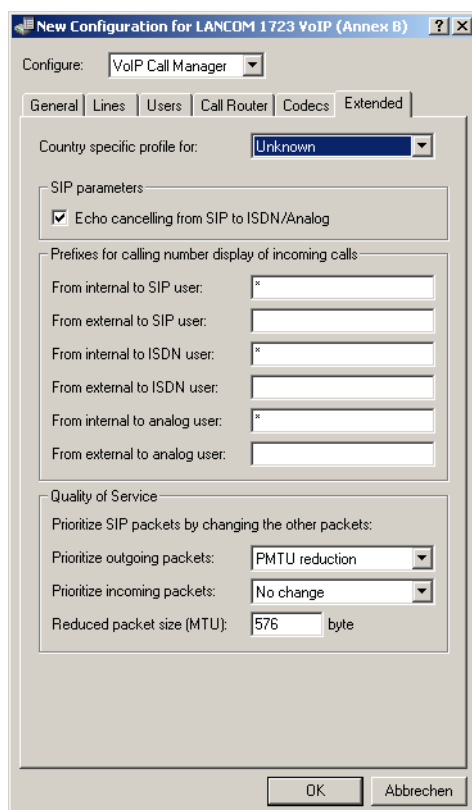 New Configuration for LANCOM 1723 VoIP (Annex B)
Configure: VoIP Call Manager
General Lines Users Call Router Codecs Extended
Country specific profile for: Unknown
SIP parameters
Echo cancelling from SIP to ISDN/Analog
Prefixes for calling number display of incoming calls
From internal to SIP user: *
From external to SIP user:
From internal to ISDN user: *
From external to ISDN user:
From internal to analog user: *
From external to analog user:
Quality of Service
Prioritize SIP packets by changing the other packets:
Prioritize outgoing packets: PMTU reduction
Prioritize incoming packets: No change
Reduced packet size (MTU): 576 byte
OK Abbrechen